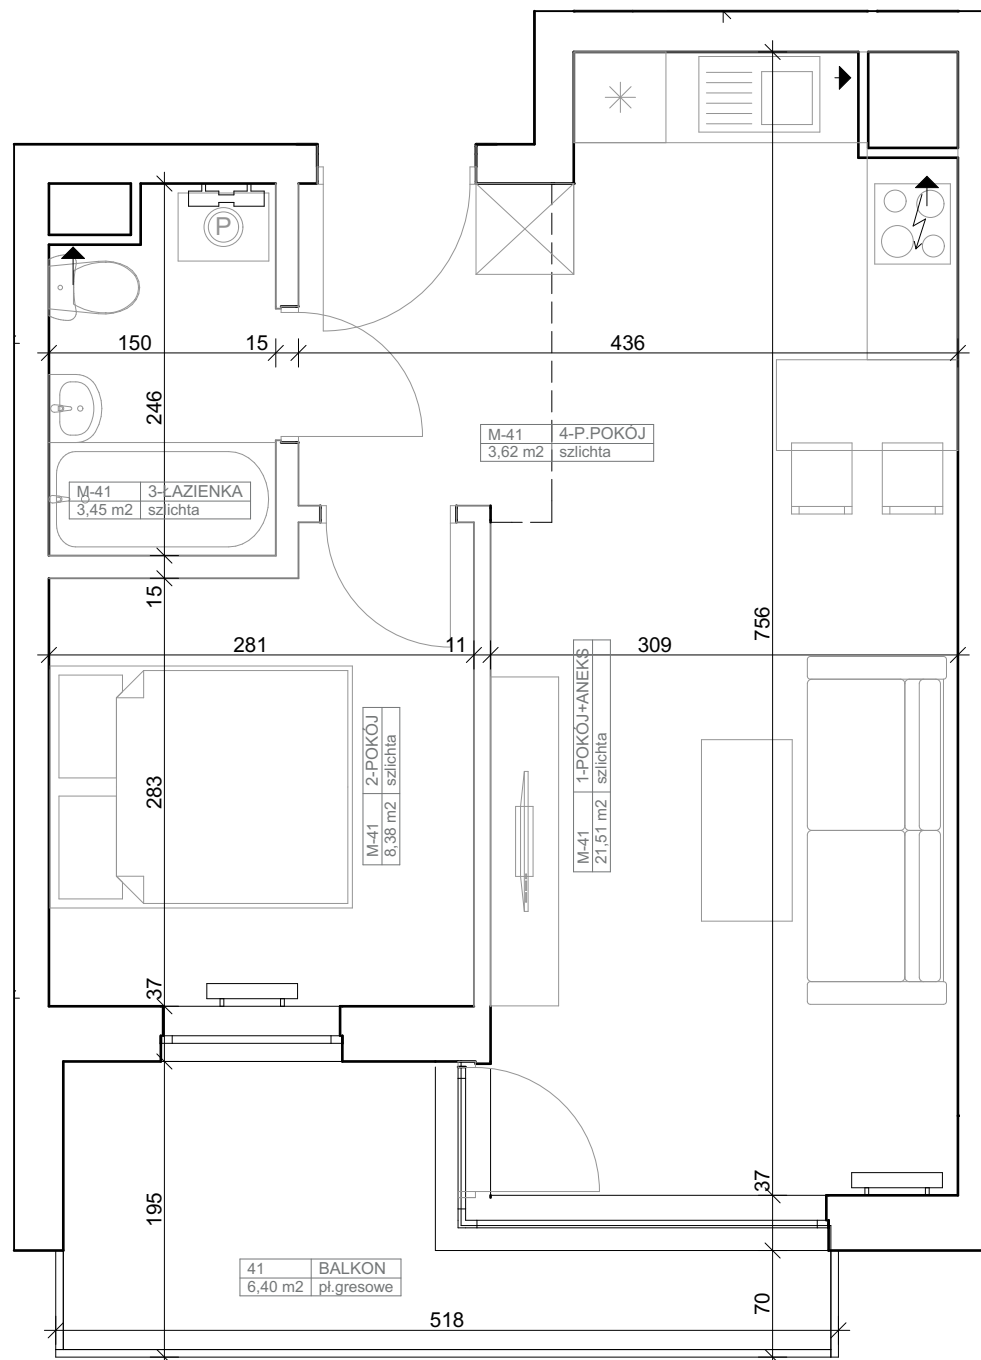 P
150
15
436
246
M-41 4-P.POKÓJ
3,62 m2 szlichta
M-41 3-ŁAZIENKA
3,45 m2 szlichta
15
756
281
11
309
M-41 2-POKÓJ
8,38 m2 szlichta
M-41 1-POKÓJ+ANEKS
21,51 m2 szlichta
283
37
37
195
41 BALKON
6,40 m2 pł.gresowe
70
518